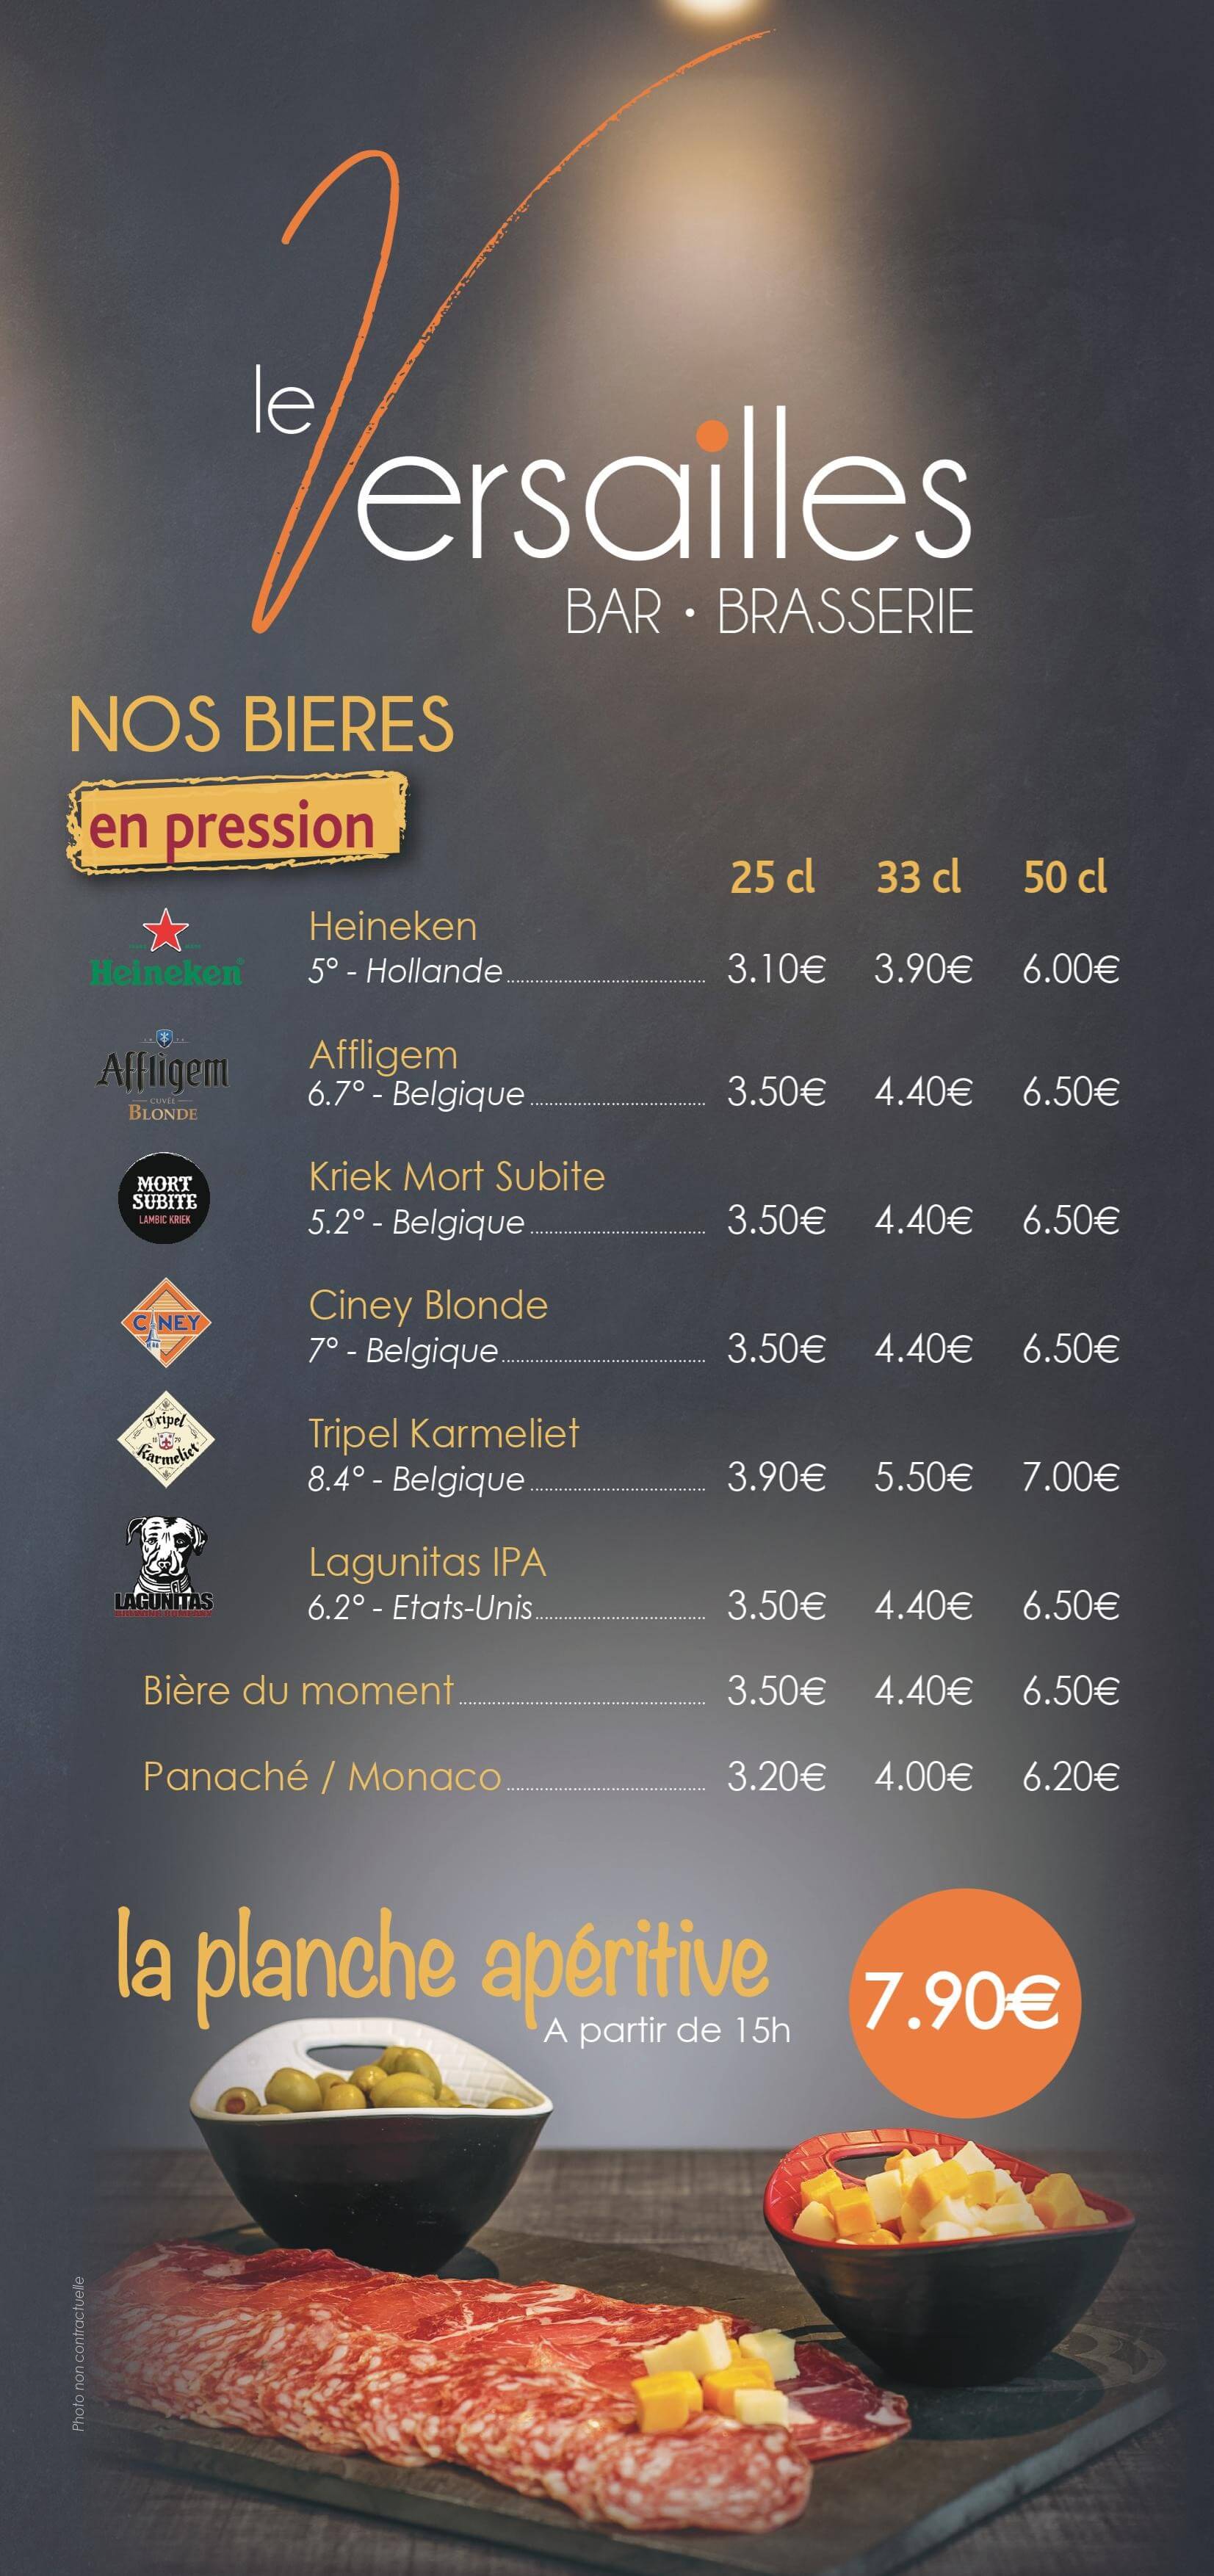 le Versailles
BAR • BRASSERIE
NOS BIERES
en pression
25 cl 33 cl 50 cl
Heineken
Heineken
5° - Hollande 3.10€ 3.90€ 6.00€
Affligem
CUVÉE
BLONDE
Affligem
6.7° - Belgique 3.50€ 4.40€ 6.50€
MORT
SUBITE
LAMBIC KRIEK
Kriek Mort Subite
5.2° - Belgique 3.50€ 4.40€ 6.50€
CINEY
Ciney Blonde
7° - Belgique 3.50€ 4.40€ 6.50€
Tripel
Karmeliet
Tripel Karmeliet
8.4° - Belgique 3.90€ 5.50€ 7.00€
LAGUNITAS
Lagunitas IPA
6.2° - Etats-Unis 3.50€ 4.40€ 6.50€
Bière du moment 3.50€ 4.40€ 6.50€
Panaché / Monaco 3.20€ 4.00€ 6.20€
la planche apéritive
7.90€
A partir de 15h
Photo non contractuelle